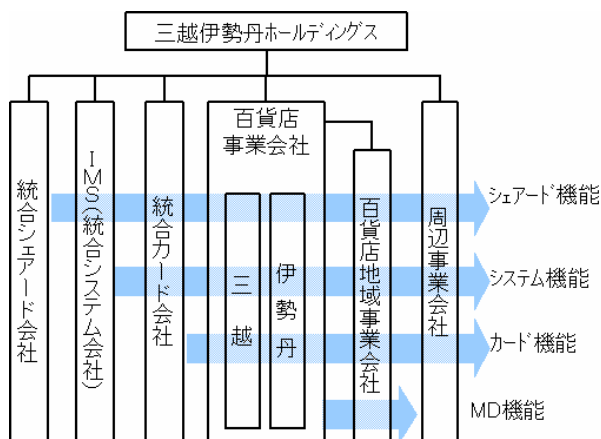 三越伊勢丹ホールディングス
統合シェアード会社
IMS(統合システム会社)
統合カード会社
百貨店
事業会社
三越
伊勢丹
百貨店地域事業会社
周辺事業会社
シェアード機能
システム機能
カード機能
MD機能